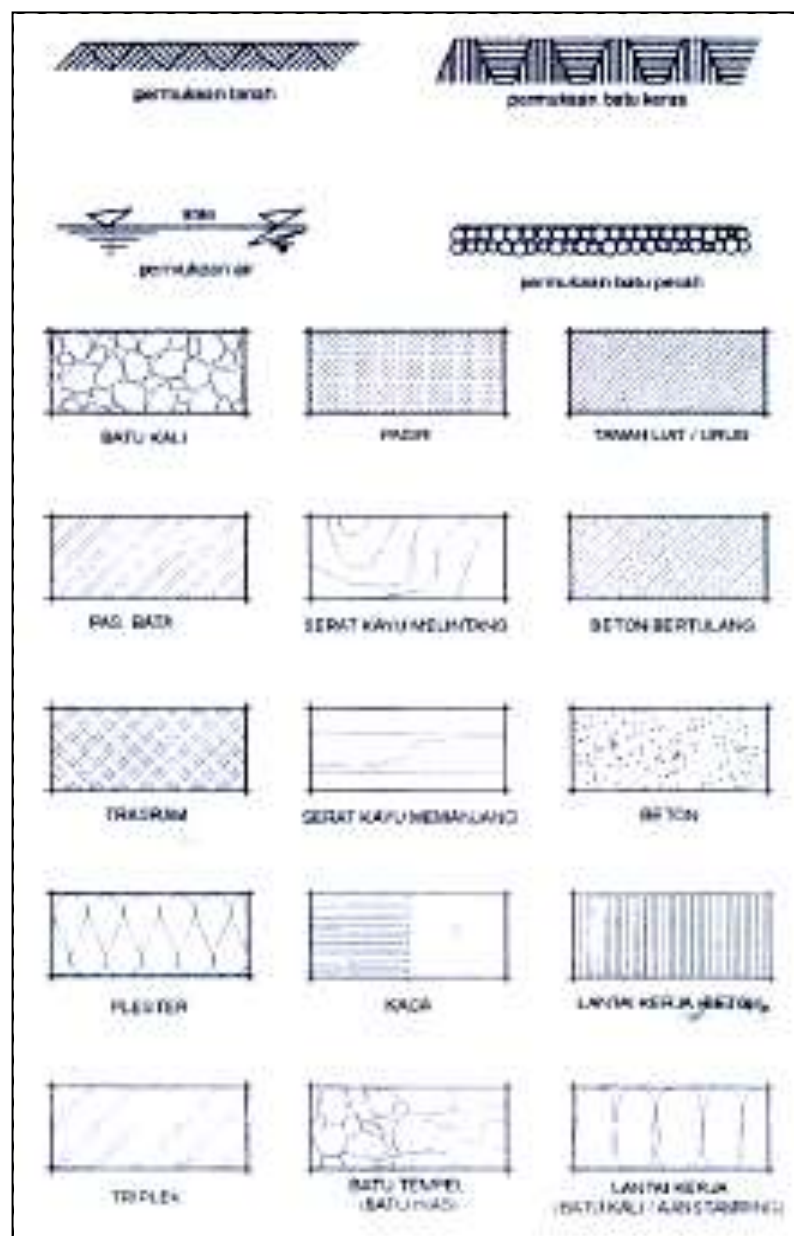 permukaan tanah
permukaan batu keras
permukaan air
permukaan batu pecah
BATU KALI
PASIR
TANAH LIAT / URUG
PAS. BATA
SERAT KAYU MELINTANG
BETON BERTULANG
TRASRAM
SERAT KAYU MEMANJANG
BETON
PLESTER
KACA
LANTAI KERJA (BETON)
TRIPLEK
BATU TEMPEL
(BATU HIAS)
LANTAI KERJA
(BATU KALI / AANSTAMPING)